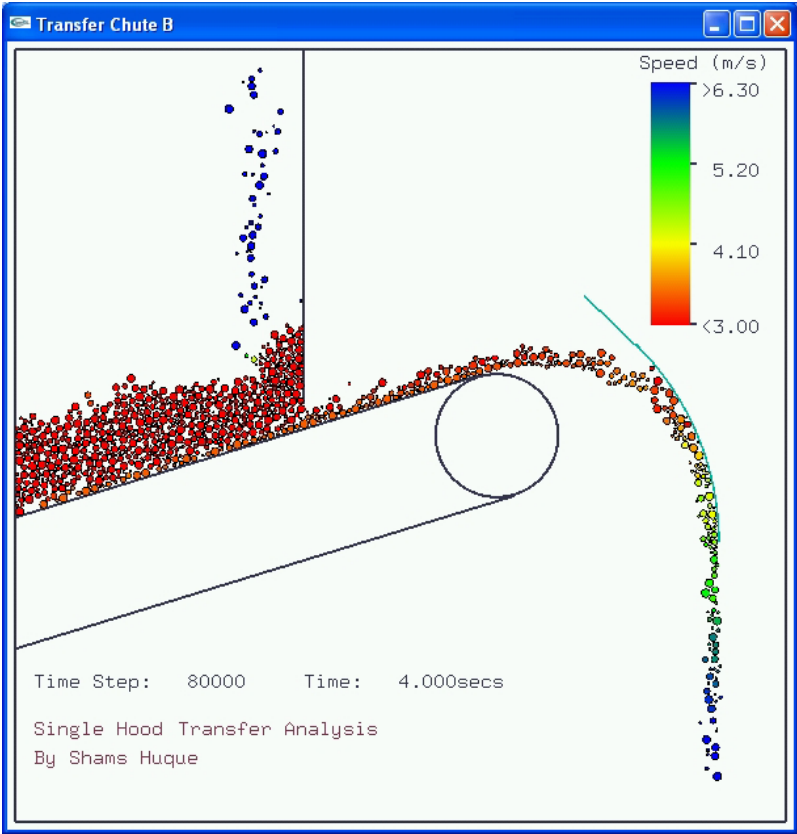 Transfer Chute B
Speed (m/s)
>6.30
5.20
4.10
<3.00
Time Step: 80000 Time: 4.000secs
Single Hood Transfer Analysis
By Shams Huque